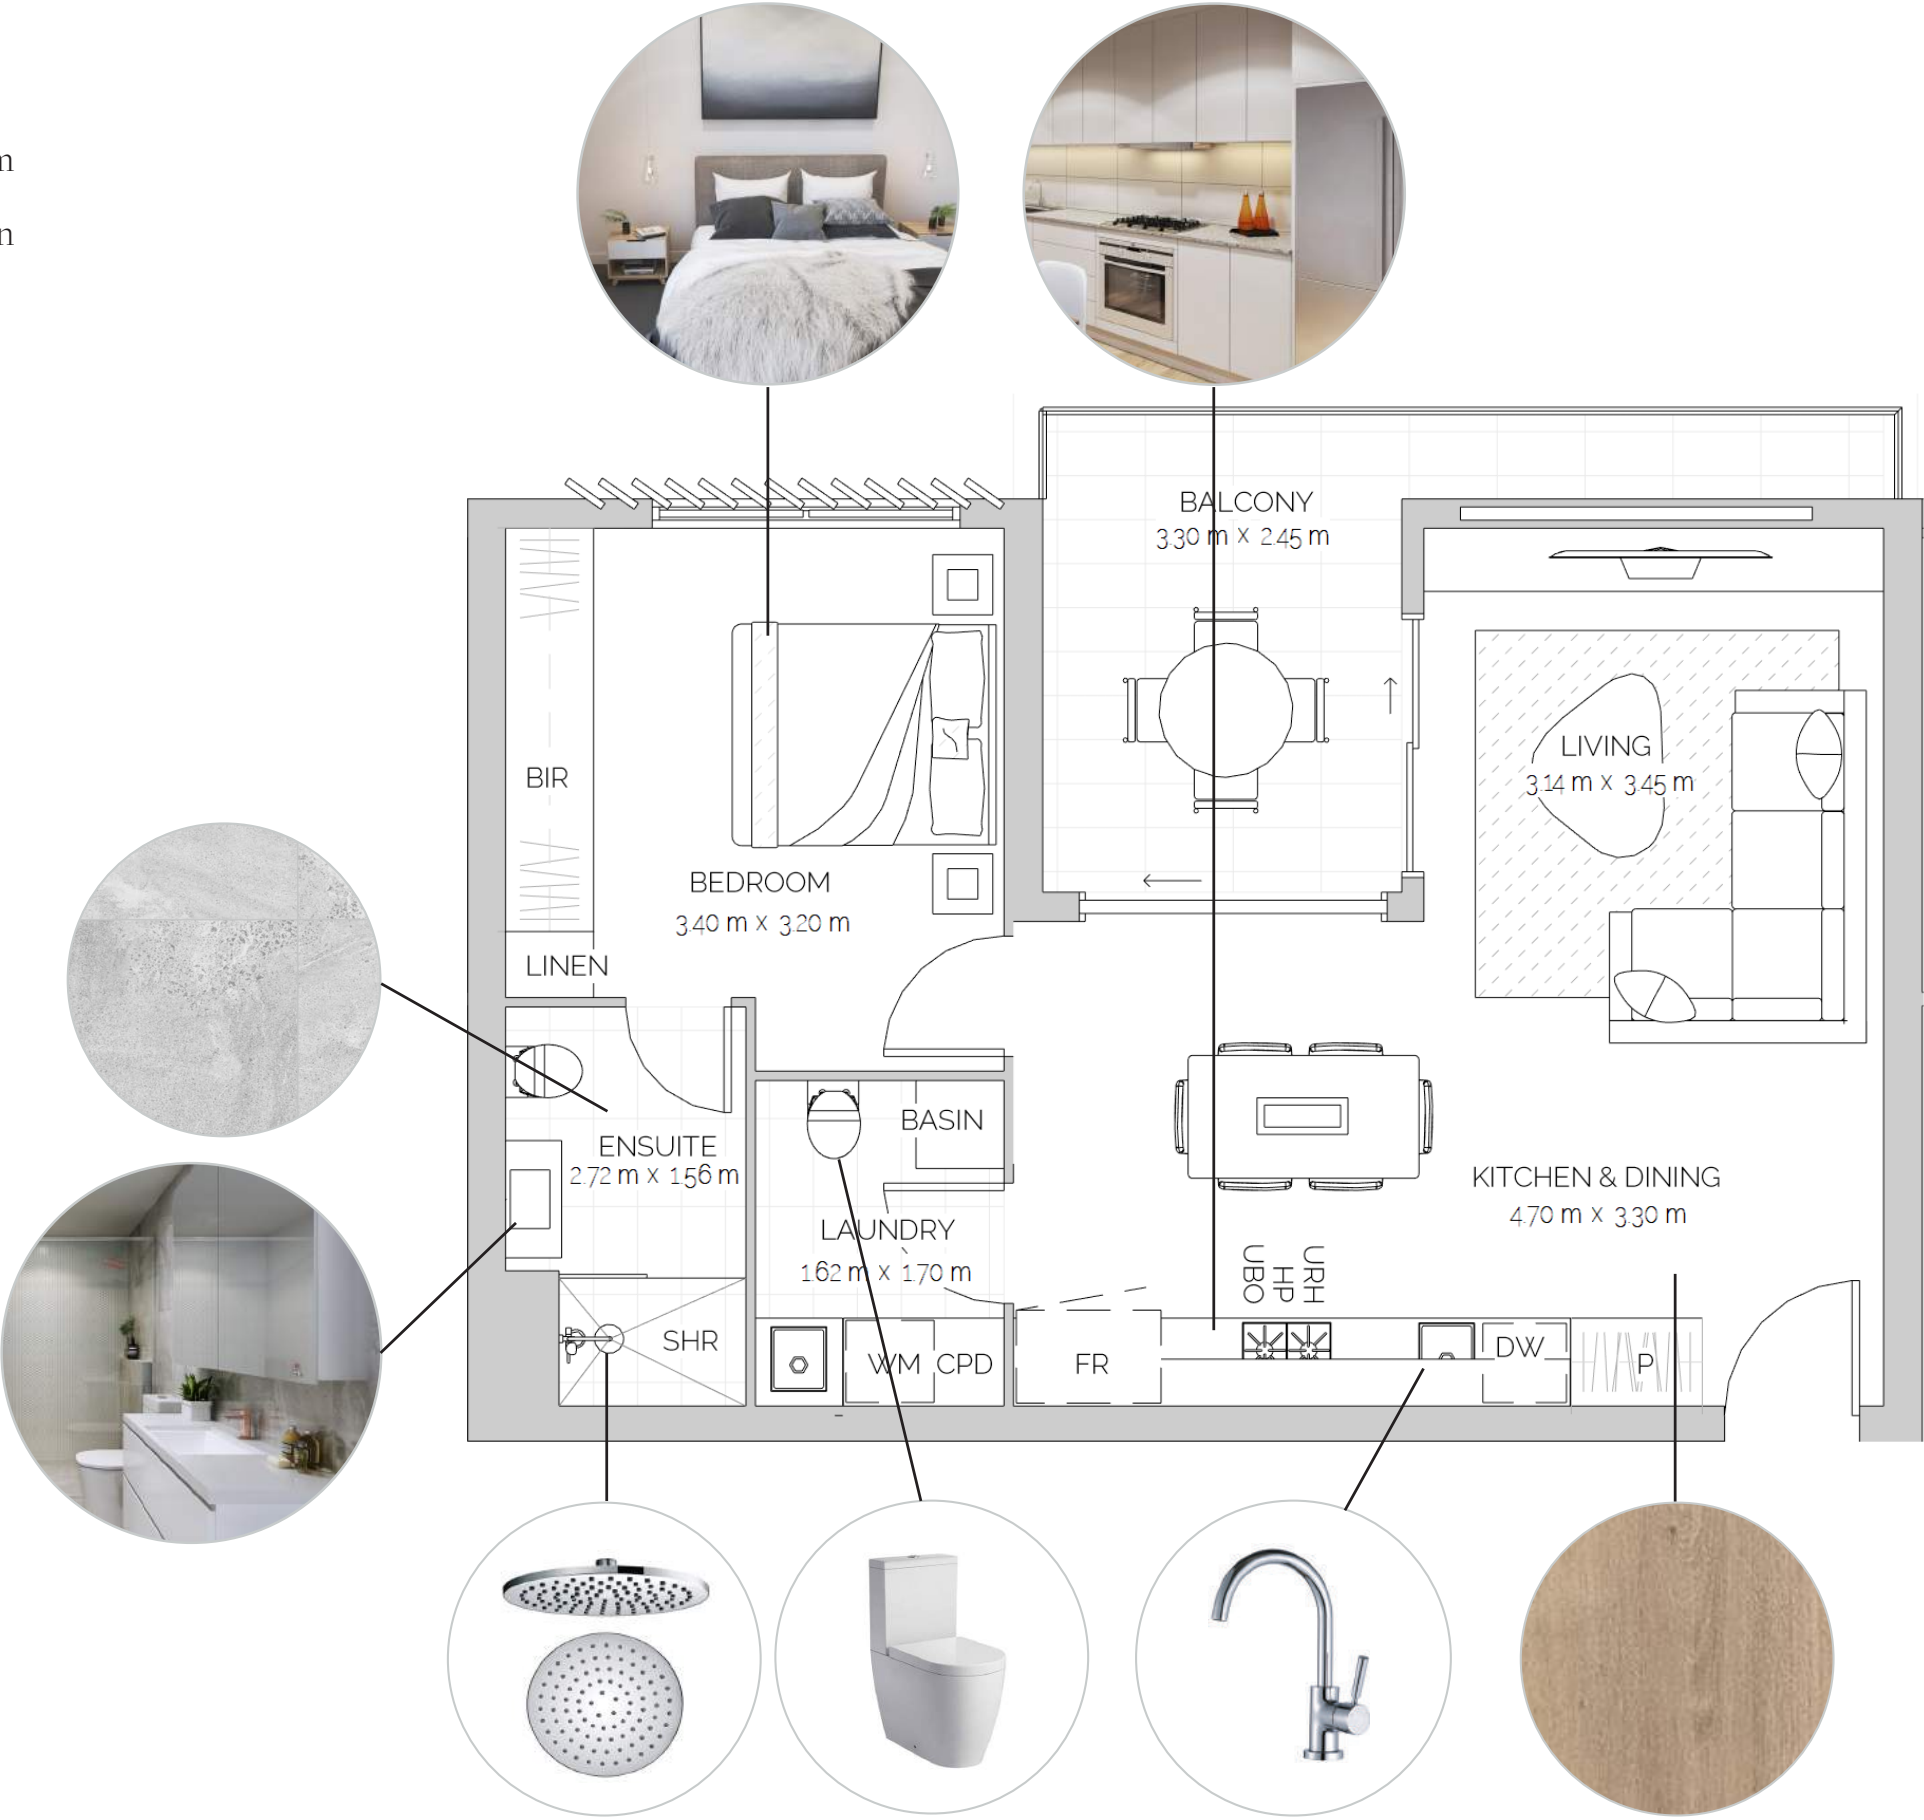 m
n
BALCONY
3.30 m x 2.45 m
LIVING
3.14 m x 3.45 m
BIR
BEDROOM
3.40 m x 3.20 m
LINEN
BASIN
ENSUITE
2.72 m x 1.56 m
KITCHEN & DINING
4.70 m x 3.30 m
LAUNDRY
1.62 m x 1.70 m
UBO
HP
URH
SHR
WM
CPD
FR
DW
P